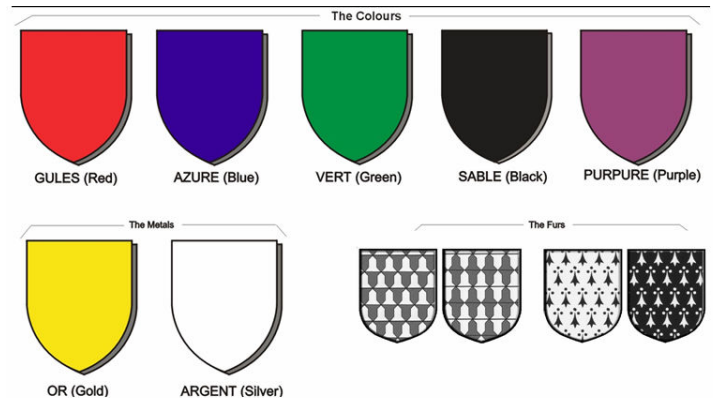 The Colours
GULES (Red)
AZURE (Blue)
VERT (Green)
SABLE (Black)
PURPURE (Purple)
The Metals
The Furs
OR (Gold)
ARGENT (Silver)